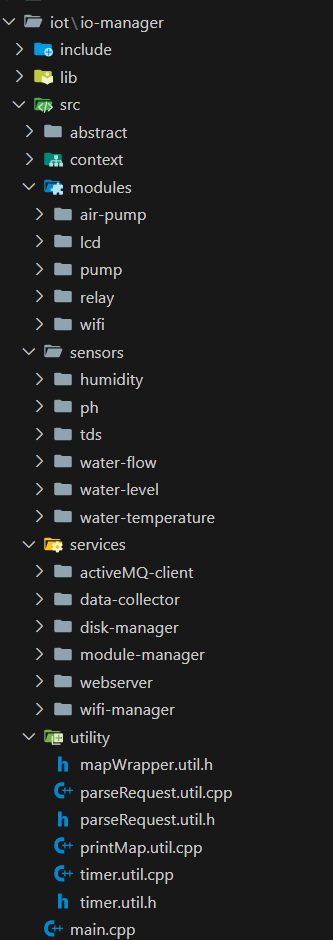 iot\io-manager
include
lib
src
abstract
context
modules
air-pump
lcd
pump
relay
wifi
sensors
humidity
ph
tds
water-flow
water-level
water-temperature
services
activeMQ-client
data-collector
disk-manager
module-manager
webserver
wifi-manager
utility
h mapWrapper.util.h
C++ parseRequest.util.cpp
h parseRequest.util.h
C++ printMap.util.cpp
C++ timer.util.cpp
h timer.util.h
C++ main.cpp